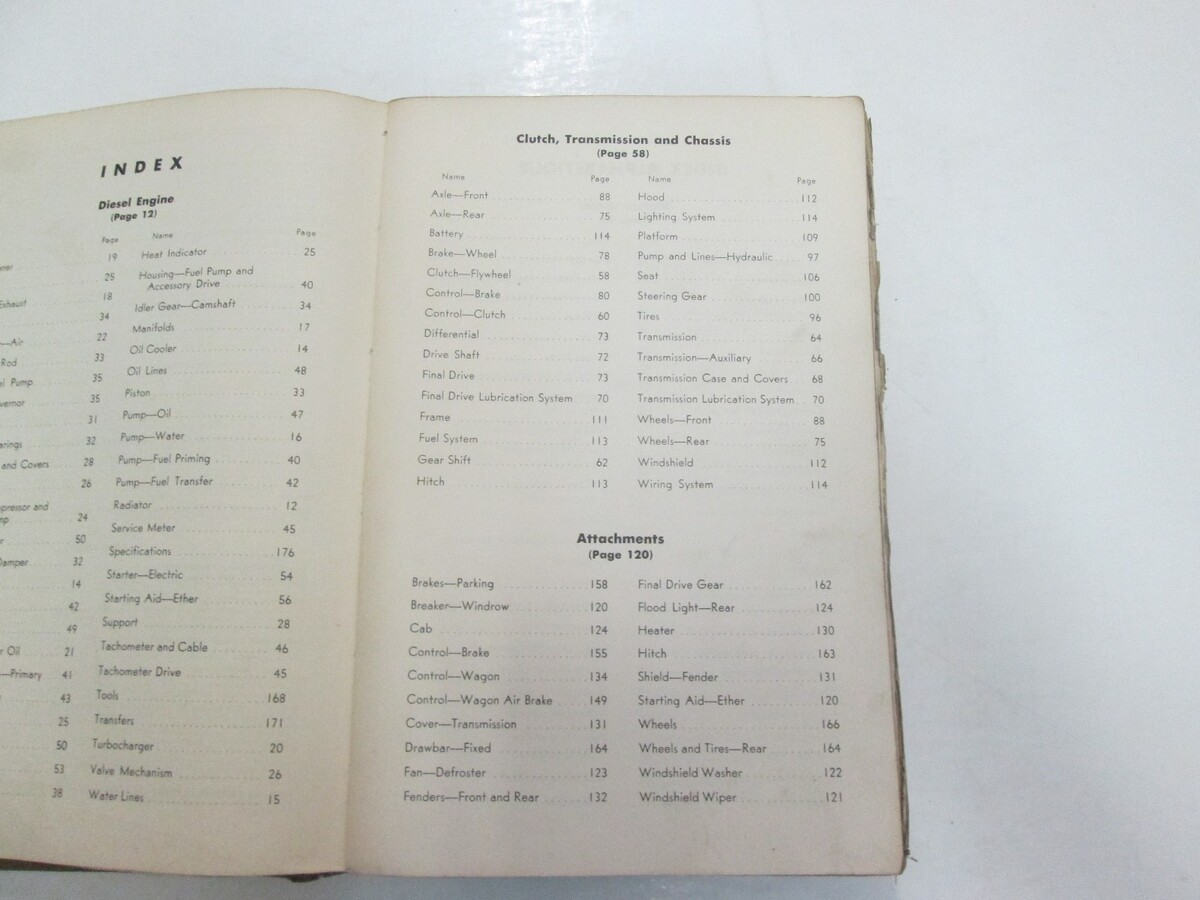 INDEX
Diesel Engine
(Page 12)
Page Name Page
19 Heat Indicator 25
25 Housing—Fuel Pump and
Accessory Drive 40
18
Exhaust
34 Idler Gear—Camshaft 34
Manifolds 17
—Air 22
Oil Cooler 14
Rod 33
Oil Lines 48
Pump 35
Piston 33
35
Pump—Oil 47
31
Pump—Water 16
32
and Covers 28
Pump—Fuel Priming 40
26
Pump—Fuel Transfer 42
and
24
Radiator 12
50
Service Meter 45
Damper 32
Specifications 176
14
Starter—Electric 54
42
Starting Aid—Ether 56
49
Support 28
Oil 21
Tachometer and Cable 46
—Primary 41
Tachometer Drive 45
43
Tools 168
25
Transfers 171
50
Turbocharger 20
53
Valve Mechanism 26
38
Water Lines 15
Clutch, Transmission and Chassis
(Page 58)
Name Page Name Page
Axle—Front 88 Hood 112
Axle—Rear 75 Lighting System 114
Battery 114 Platform 109
Brake—Wheel 78 Pump and Lines—Hydraulic 97
Clutch—Flywheel 58 Seat 106
Control—Brake 80 Steering Gear 100
Control—Clutch 60 Tires 96
Differential 73 Transmission 64
Drive Shaft 72 Transmission—Auxiliary 66
Final Drive 73 Transmission Case and Covers 68
Final Drive Lubrication System 70 Transmission Lubrication System 70
Frame 111 Wheels—Front 88
Fuel System 113 Wheels—Rear 75
Gear Shift 62 Windshield 112
Hitch 113 Wiring System 114
Attachments
(Page 120)
Brakes—Parking 158 Final Drive Gear 162
Breaker—Windrow 120 Flood Light—Rear 124
Cab 124 Heater 130
Control—Brake 155 Hitch 163
Control—Wagon 134 Shield—Fender 131
Control—Wagon Air Brake 149 Starting Aid—Ether 120
Cover—Transmission 131 Wheels 166
Drawbar—Fixed 164 Wheels and Tires—Rear 164
Fan—Defroster 123 Windshield Washer 122
Fenders—Front and Rear 132 Windshield Wiper 121